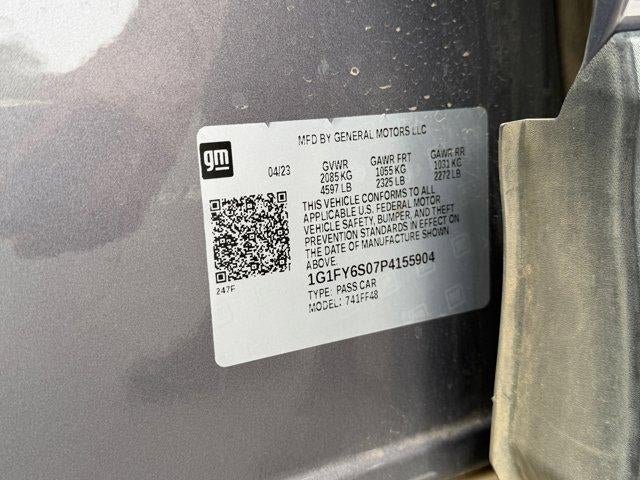 MFD BY GENERAL MOTORS LLC
gm
04/23 GVWR GAWR FRT GAWR RR
2085 KG 1055 KG 1031 KG
4597 LB 2325 LB 2272 LB
THIS VEHICLE CONFORMS TO ALL
APPLICABLE U.S. FEDERAL MOTOR
VEHICLE SAFETY, BUMPER, AND THEFT
PREVENTION STANDARDS IN EFFECT ON
THE DATE OF MANUFACTURE SHOWN
ABOVE.
247F
1G1FY6S07P4155904
TYPE: PASS CAR
MODEL: 741FF48